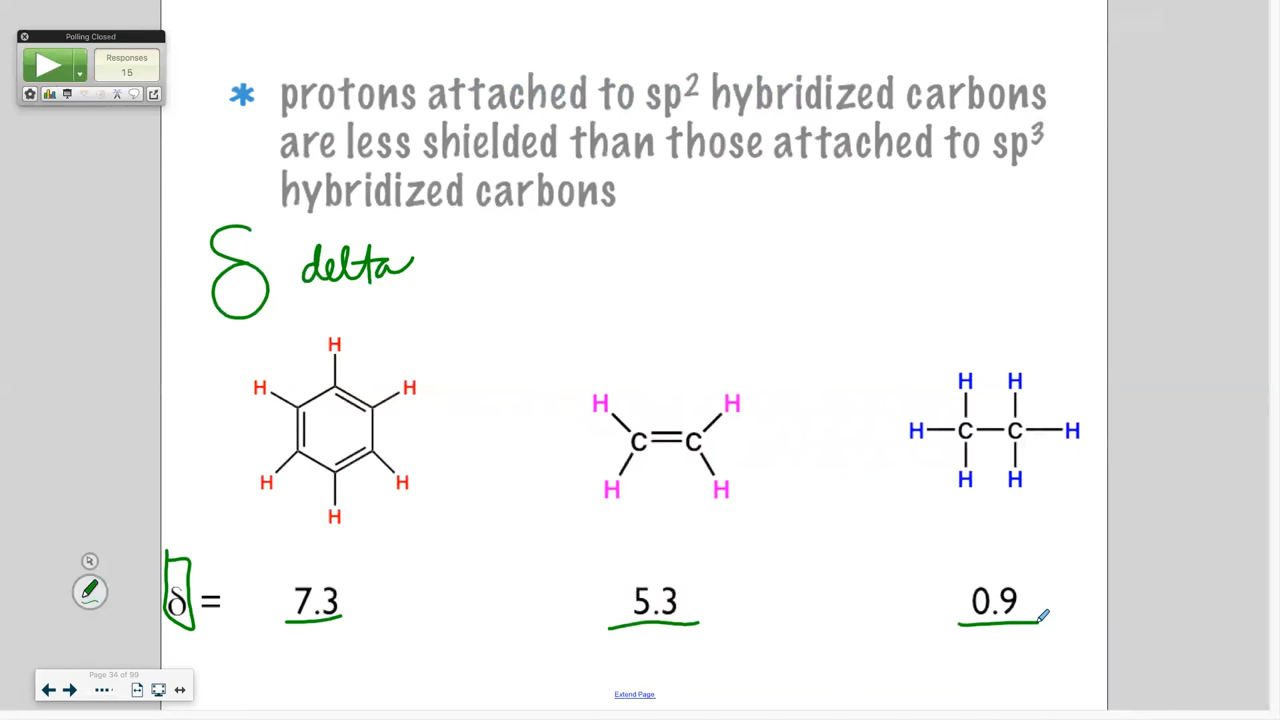 Polling Closed
Responses
15
* protons attached to sp² hybridized carbons
are less shielded than those attached to sp³
hybridized carbons
δ delta
H
H H
H H
H
H H
C=C
H H
H H
H–C–C–H
H H
δ = 7.3 5.3 0.9
Page 34 of 99
Extend Page